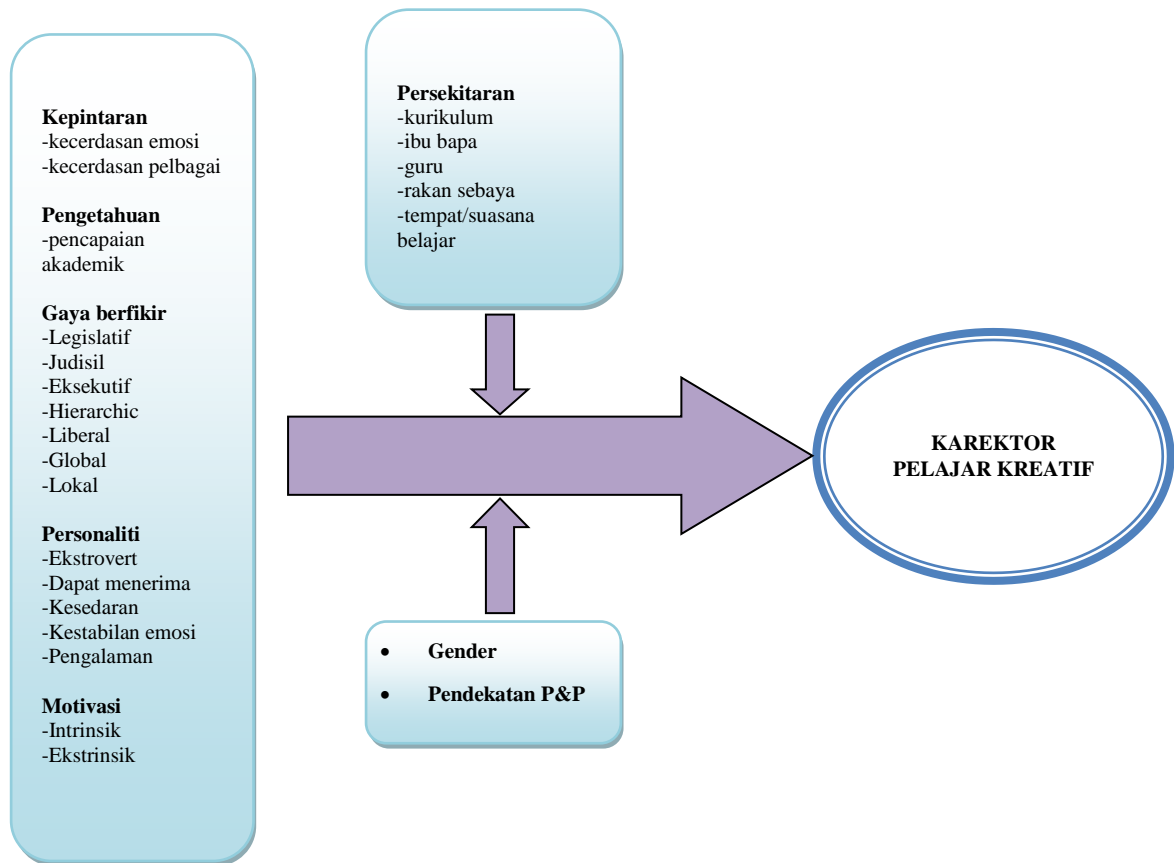 Kepintaran
-kecerdasan emosi
-kecerdasan pelbagai
Pengetahuan
-pencapaian
akademik
Gaya berfikir
-Legislatif
-Judisil
-Eksekutif
-Hierarchic
-Liberal
-Global
-Lokal
Personaliti
-Ekstrovert
-Dapat menerima
-Kesedaran
-Kestabilan emosi
-Pengalaman
Motivasi
-Intrinsik
-Ekstrinsik
Persekitaran
-kurikulum
-ibu bapa
-guru
-rakan sebaya
-tempat/suasana
belajar
• Gender
• Pendekatan P&P
KAREKTOR
PELAJAR KREATIF